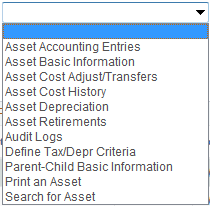 Asset Accounting Entries
Asset Basic Information
Asset Cost Adjust/Transfers
Asset Cost History
Asset Depreciation
Asset Retirements
Audit Logs
Define Tax/Depr Criteria
Parent-Child Basic Information
Print an Asset
Search for Asset